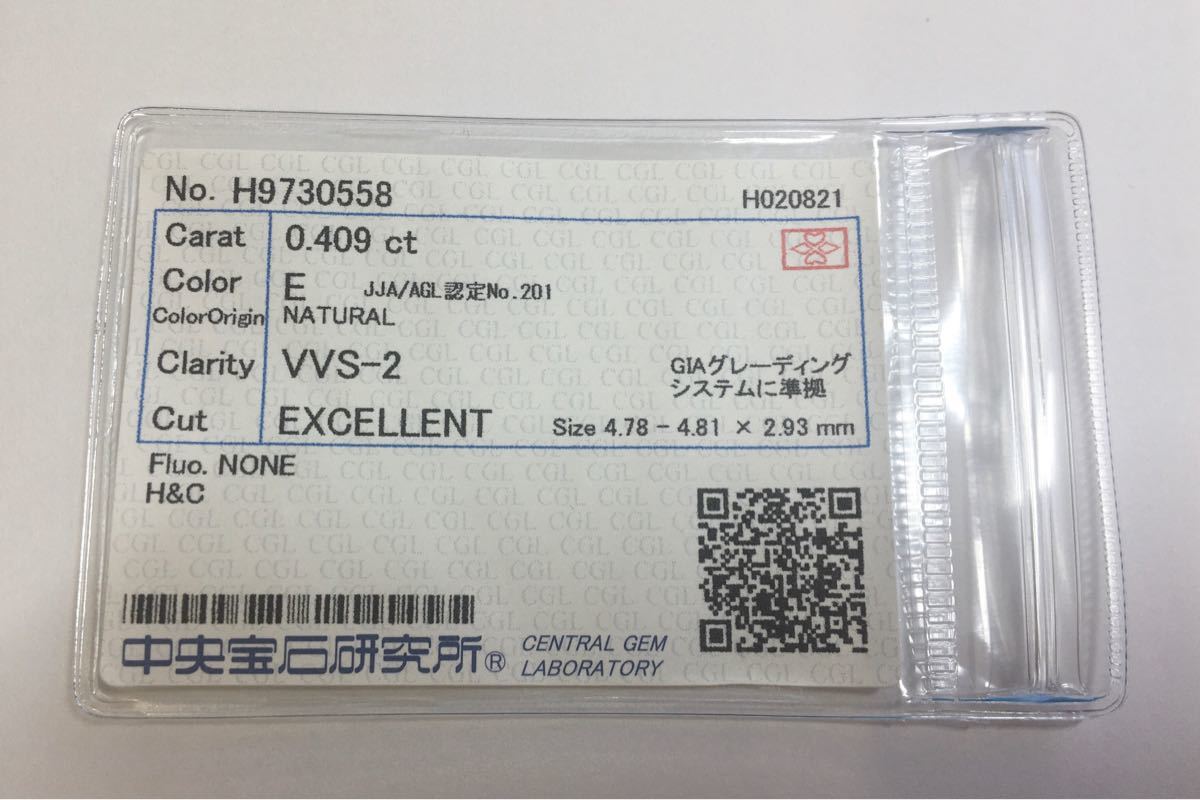 No. H9730558
H020821
Carat 0.409 ct
Color E JJA/AGL認定No.201
ColorOrigin NATURAL
Clarity VVS-2
GIAグレーディング
システムに準拠
Cut EXCELLENT Size 4.78 - 4.81 × 2.93 mm
Fluo. NONE
H&C
中央宝石研究所® CENTRAL GEM
LABORATORY